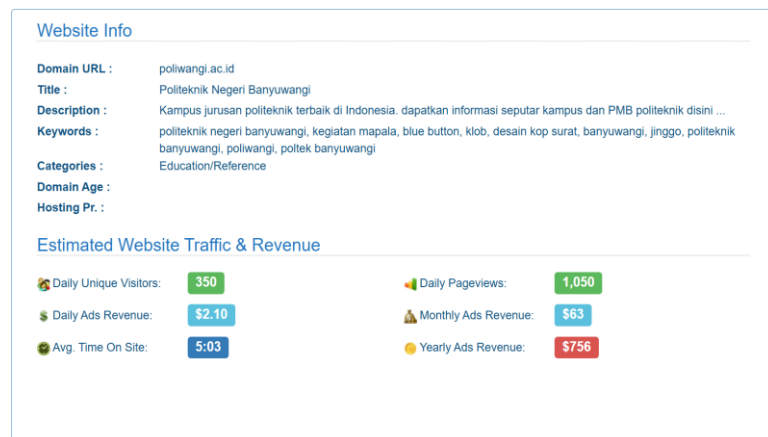 Website Info
Domain URL : poliwangi.ac.id
Title : Politeknik Negeri Banyuwangi
Description : Kampus jurusan politeknik terbaik di Indonesia. dapatkan informasi seputar kampus dan PMB politeknik disini ...
Keywords : politeknik negeri banyuwangi, kegiatan mapala, blue button, klob, desain kop surat, banyuwangi, jinggo, politeknik
banyuwangi, poliwangi, poltek banyuwangi
Categories : Education/Reference
Domain Age :
Hosting Pr. :
Estimated Website Traffic & Revenue
Daily Unique Visitors: 350 Daily Pageviews: 1,050
Daily Ads Revenue: $2.10 Monthly Ads Revenue: $63
Avg. Time On Site: 5:03 Yearly Ads Revenue: $756